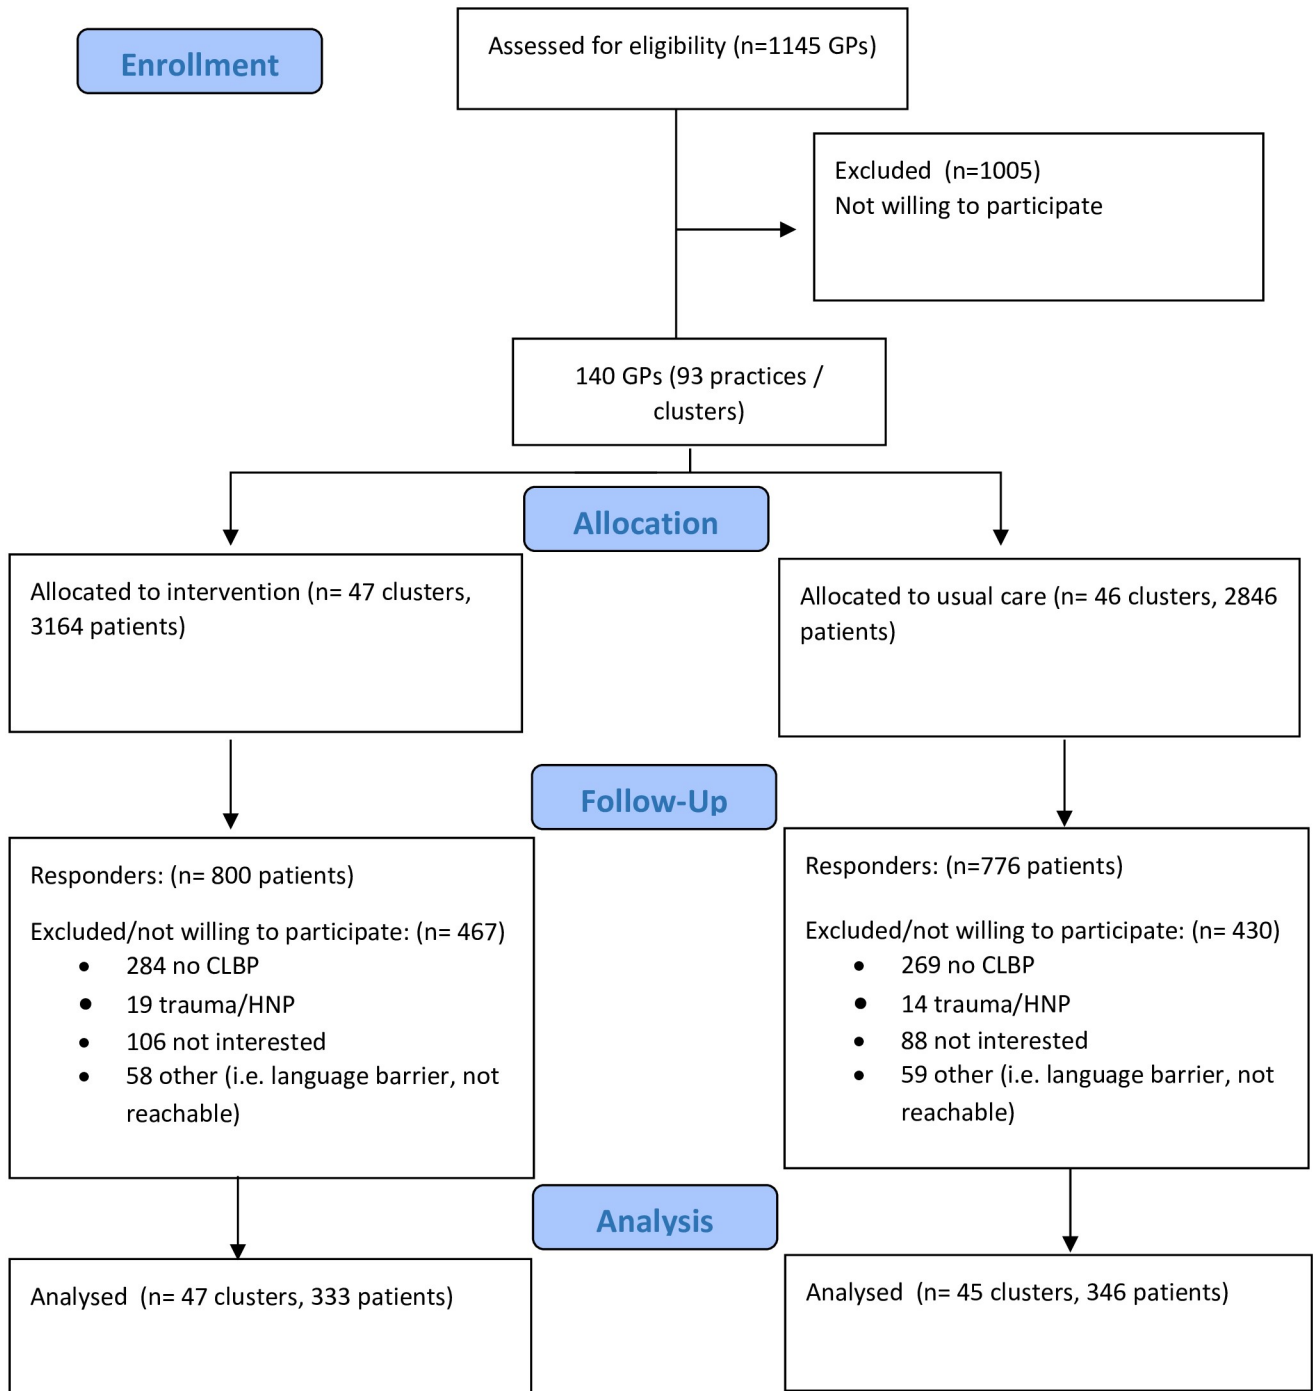 Enrollment
Assessed for eligibility (n=1145 GPs)
Excluded  (n=1005)
Not willing to participate
140 GPs (93 practices /
clusters)
Allocation
Allocated to intervention (n= 47 clusters,
3164 patients)
Allocated to usual care (n= 46 clusters, 2846
patients)
Follow-Up
Responders: (n= 800 patients)
Excluded/not willing to participate: (n= 467)
• 284 no CLBP
• 19 trauma/HNP
• 106 not interested
• 58 other (i.e. language barrier, not
reachable)
Responders: (n=776 patients)
Excluded/not willing to participate: (n= 430)
• 269 no CLBP
• 14 trauma/HNP
• 88 not interested
• 59 other (i.e. language barrier, not
reachable)
Analysis
Analysed  (n= 47 clusters, 333 patients)
Analysed  (n= 45 clusters, 346 patients)